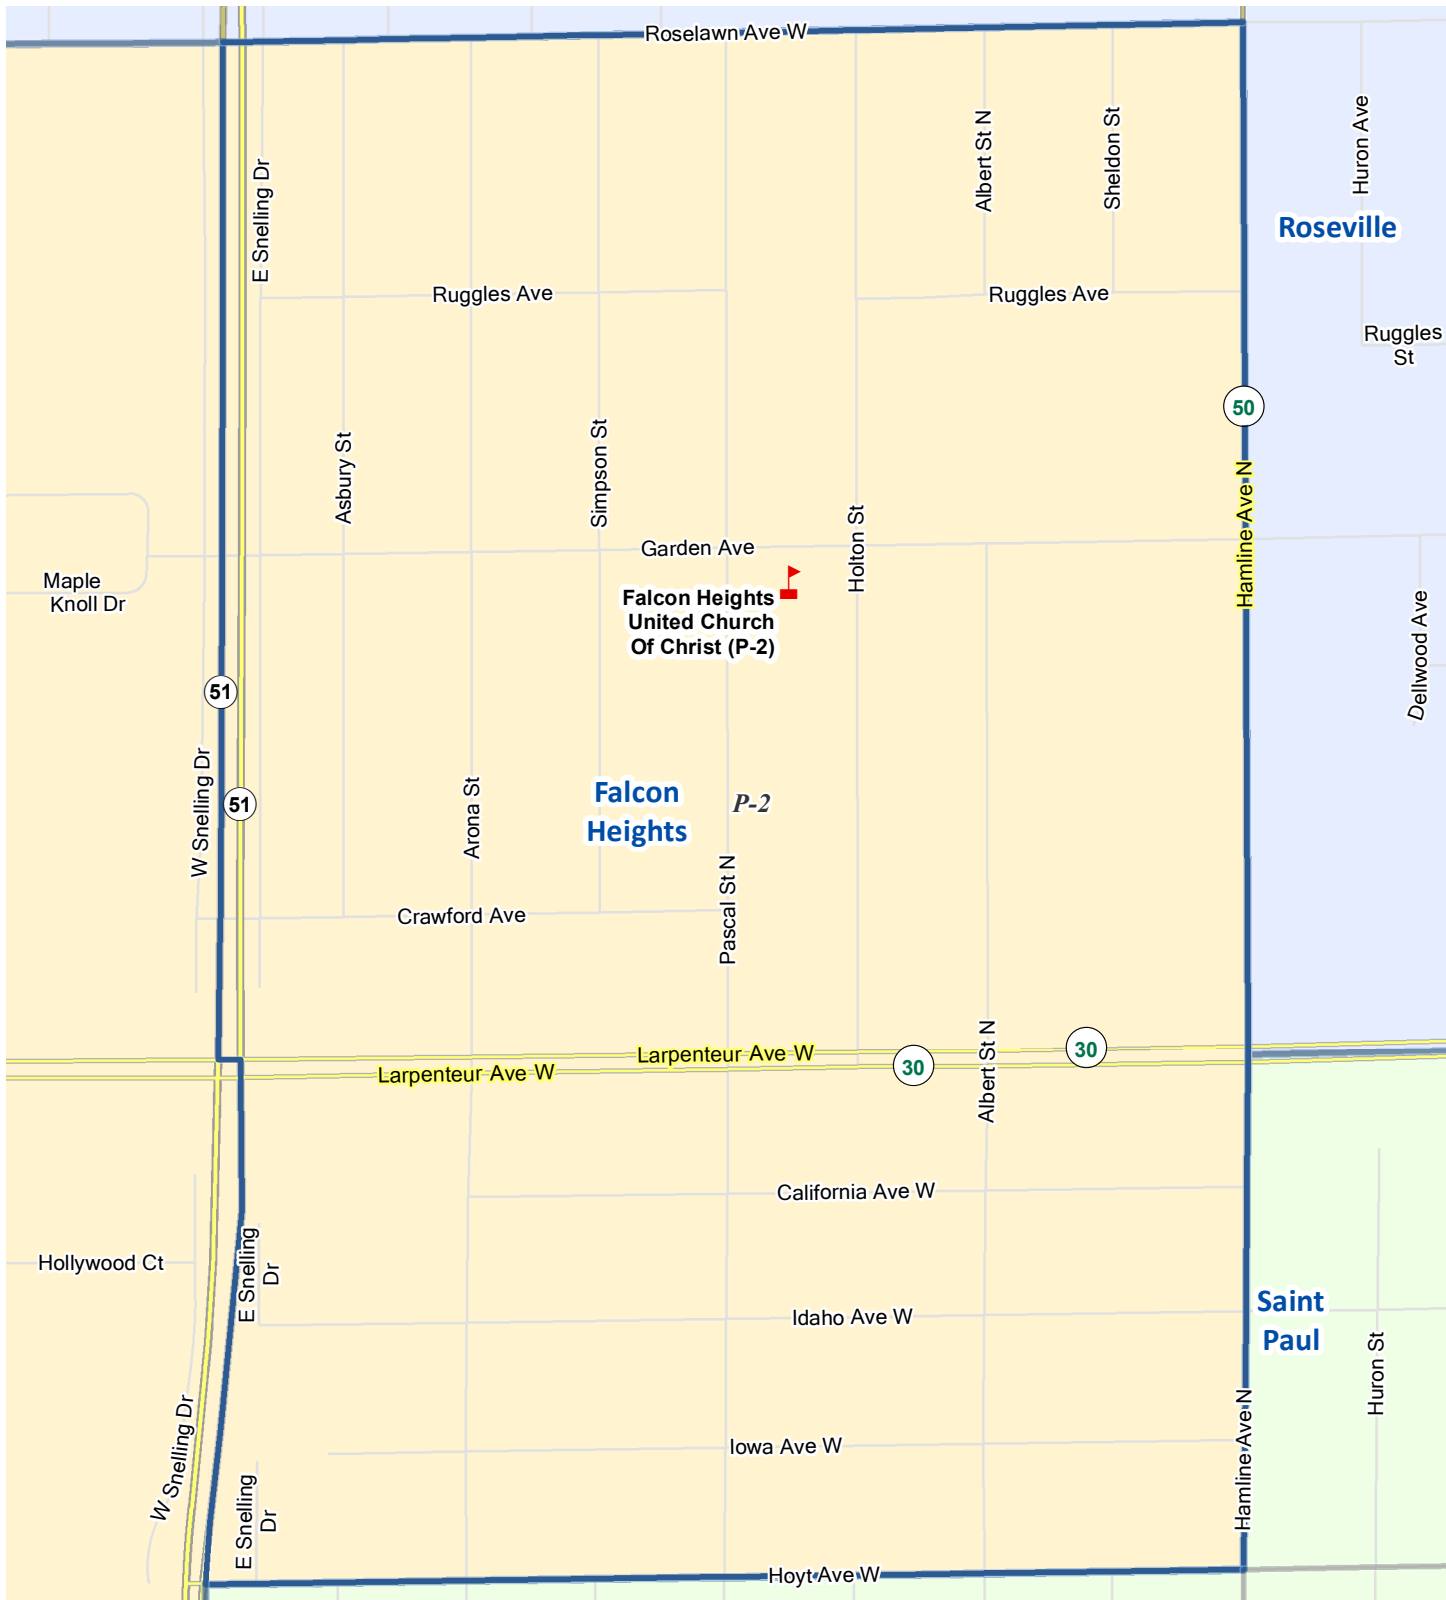 Roselawn Ave W
Huron Ave
Albert St N
Sheldon St
E Snelling Dr
Roseville
Ruggles Ave
Ruggles Ave
Ruggles
St
50
Asbury St
Simpson St
Hamline Ave N
Holton St
Garden Ave
Maple
Knoll Dr
Falcon Heights
United Church
Of Christ (P-2)
Dellwood Ave
51
W Snelling Dr
51
Arona St
Falcon
Heights
P-2
Pascal St N
Crawford Ave
Larpenteur Ave W
30
Larpenteur Ave W
30
Albert St N
California Ave W
Hollywood Ct
E Snelling
Dr
Idaho Ave W
Saint
Paul
Huron St
W Snelling Dr
Iowa Ave W
Hamline Ave N
E Snelling
Dr
Hoyt Ave W